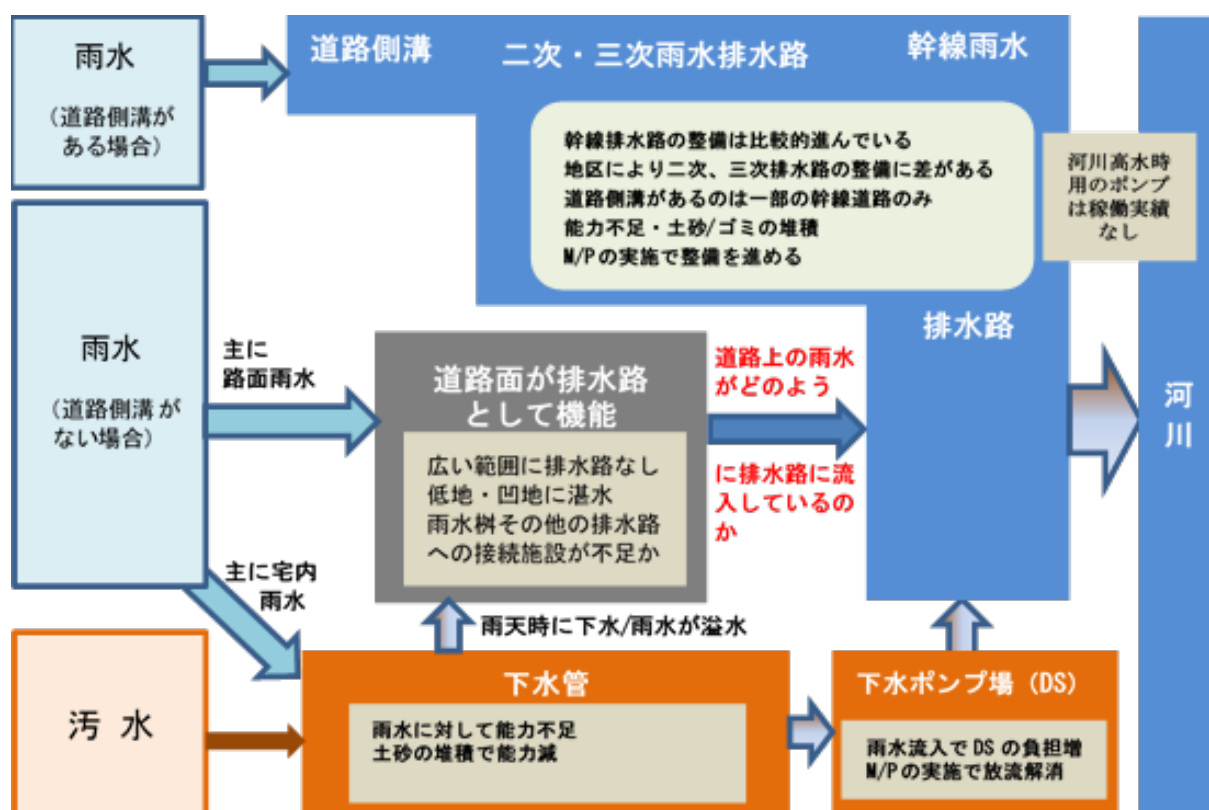 雨水
（道路側溝が
ある場合）
道路側溝
二次・三次雨水排水路
幹線雨水
幹線排水路の整備は比較的進んでいる
地区により二次、三次排水路の整備に差がある
道路側溝があるのは一部の幹線道路のみ
能力不足・土砂/ゴミの堆積
M/Pの実施で整備を進める
河川高水時
用のポンプ
は稼働実績
なし
排水路
河
川
雨水
（道路側溝が
ない場合）
主に
路面雨水
道路面が排水路
として機能
広い範囲に排水路なし
低地・凹地に湛水
雨水桝その他の排水路
への接続施設が不足か
道路上の雨水
がどのよう
に排水路に流
入しているの
か
主に宅内
雨水
雨天時に下水/雨水が溢水
汚 水
下水管
雨水に対して能力不足
土砂の堆積で能力減
下水ポンプ場（DS）
雨水流入でDSの負担増
M/Pの実施で放流解消